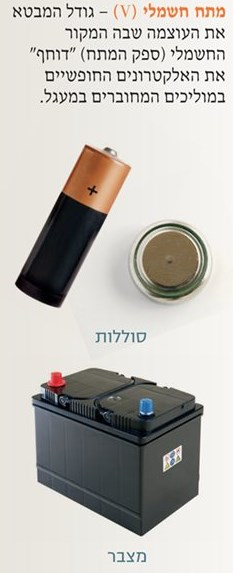 מתח חשמלי (V) – גודל המבטא
את העוצמה שבה המקור
החשמלי (ספק המתח) "דוחף"
את האלקטרונים החופשיים
במוליכים המחוברים במעגל.
+
סוללות
מצבר